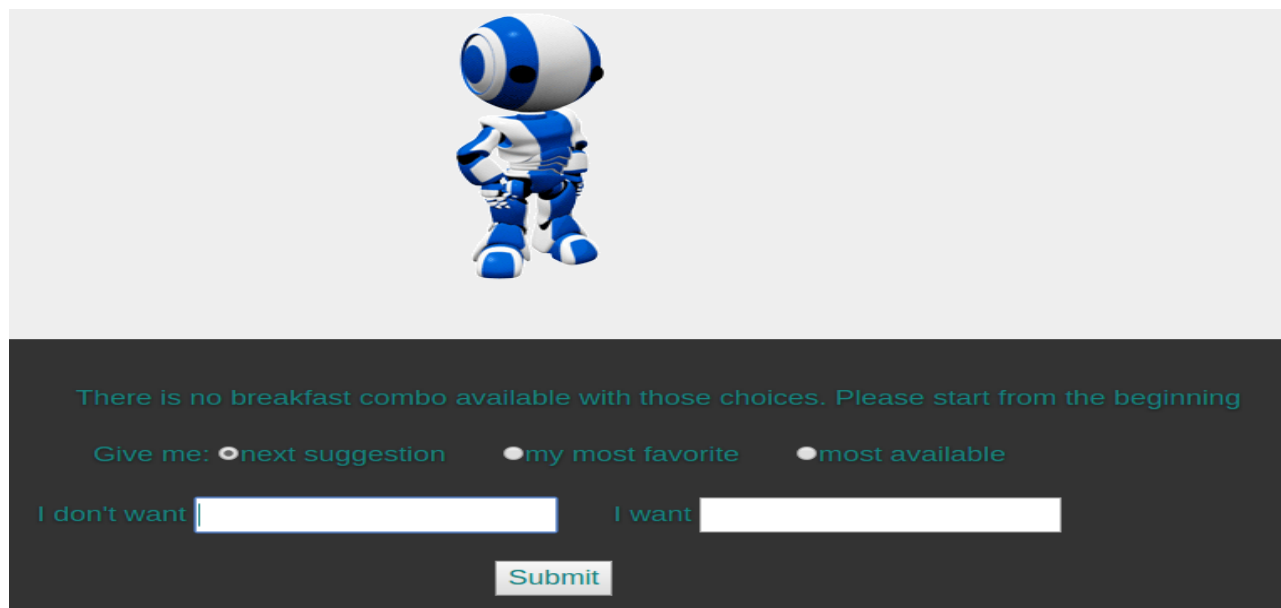 There is no breakfast combo available with those choices. Please start from the beginning
Give me: next suggestion my most favorite most available
I don't want I want
Submit